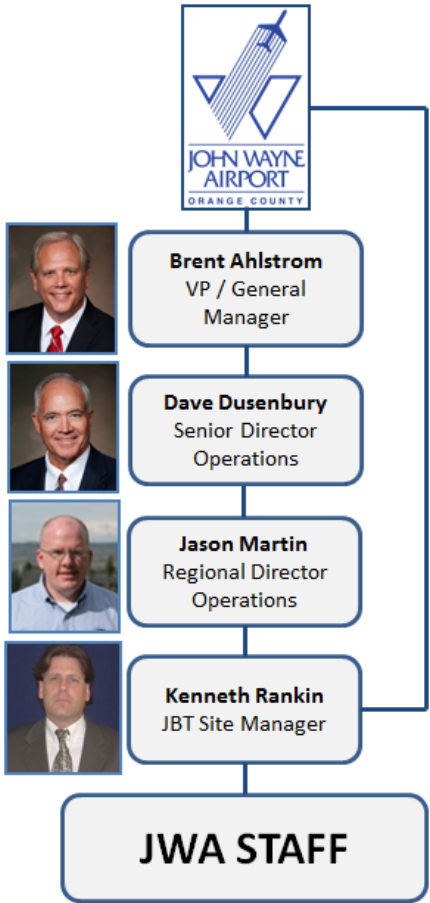 JOHN WAYNE
AIRPORT
ORANGE COUNTY
Brent Ahlstrom
VP / General
Manager
Dave Dusenbury
Senior Director
Operations
Jason Martin
Regional Director
Operations
Kenneth Rankin
JBT Site Manager
JWA STAFF